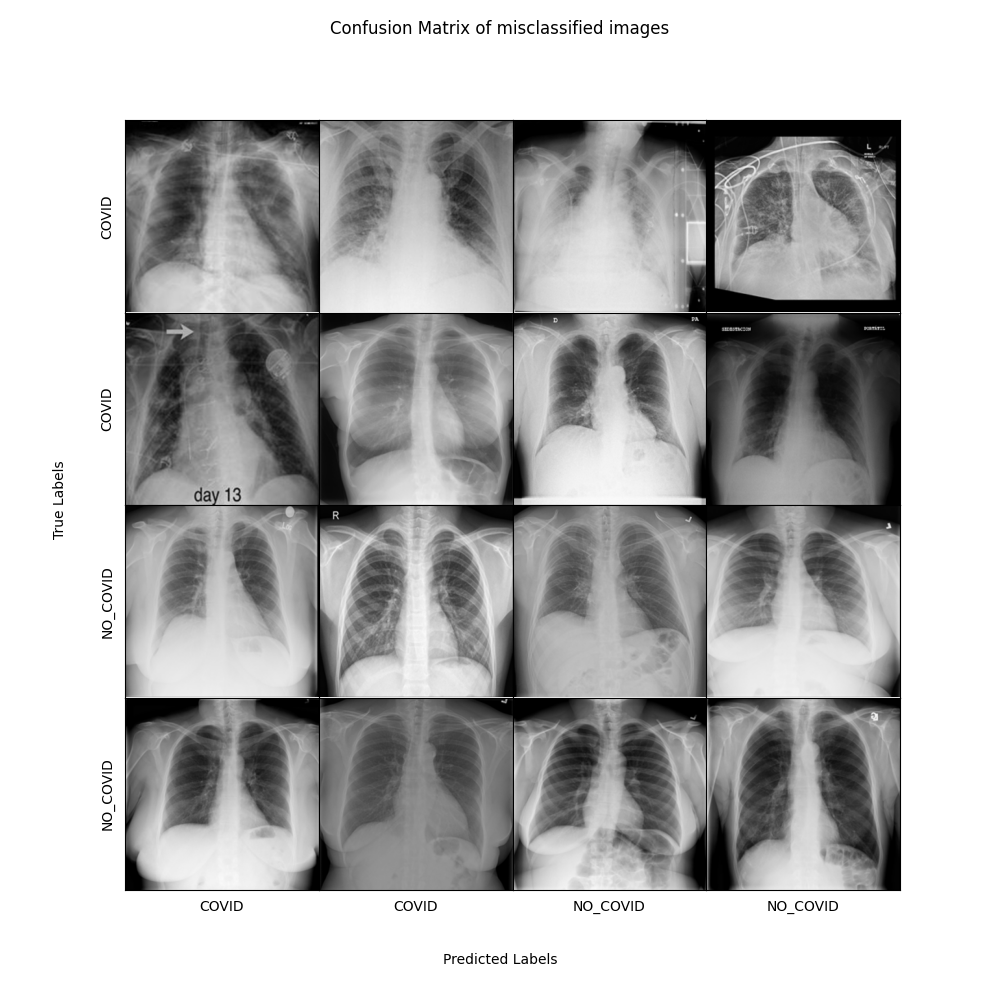 Confusion Matrix of misclassified images
True Labels
COVID
L
COVID
day 13
D
PA
PORTATIL
NO_COVID
R
NO_COVID
COVID
COVID
NO_COVID
NO_COVID
Predicted Labels